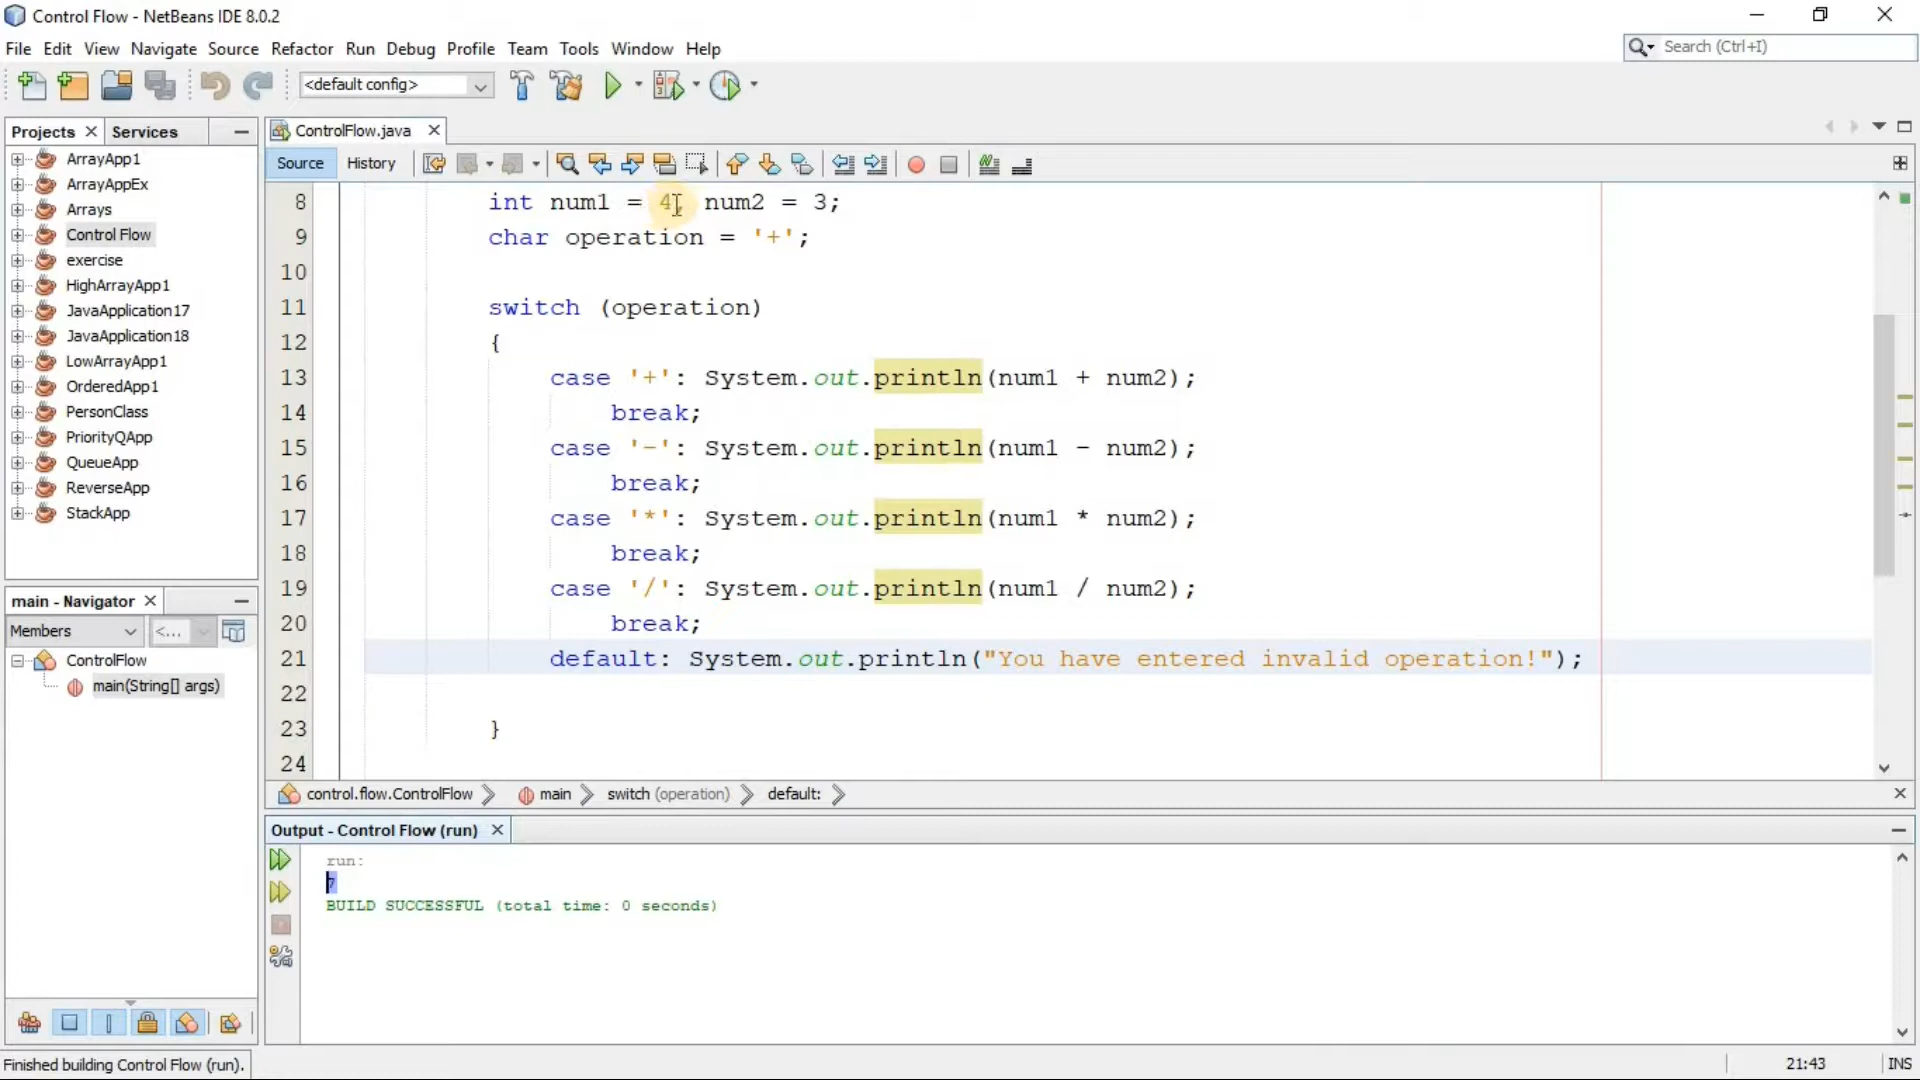 Control Flow - NetBeans IDE 8.0.2
File Edit View Navigate Source Refactor Run Debug Profile Team Tools Window Help
Search (Ctrl+I)
<default config>
Projects
Services
ArrayApp1
ArrayAppEx
Arrays
Control Flow
exercise
HighArrayApp1
JavaApplication17
JavaApplication18
LowArrayApp1
OrderedApp1
PersonClass
PriorityQApp
QueueApp
ReverseApp
StackApp
main - Navigator
Members
<...
ControlFlow
main(String[] args)
ControlFlow.java
Source History
8 int num1 = 4, num2 = 3;
9 char operation = '+';
10
11 switch (operation)
12 {
13 case '+': System.out.println(num1 + num2);
14 break;
15 case '-': System.out.println(num1 - num2);
16 break;
17 case '*': System.out.println(num1 * num2);
18 break;
19 case '/': System.out.println(num1 / num2);
20 break;
21 default: System.out.println("You have entered invalid operation!");
22
23 }
24
control.flow.ControlFlow main switch (operation) default:
Output - Control Flow (run)
run:
7
BUILD SUCCESSFUL (total time: 0 seconds)
Finished building Control Flow (run).
21:43 INS